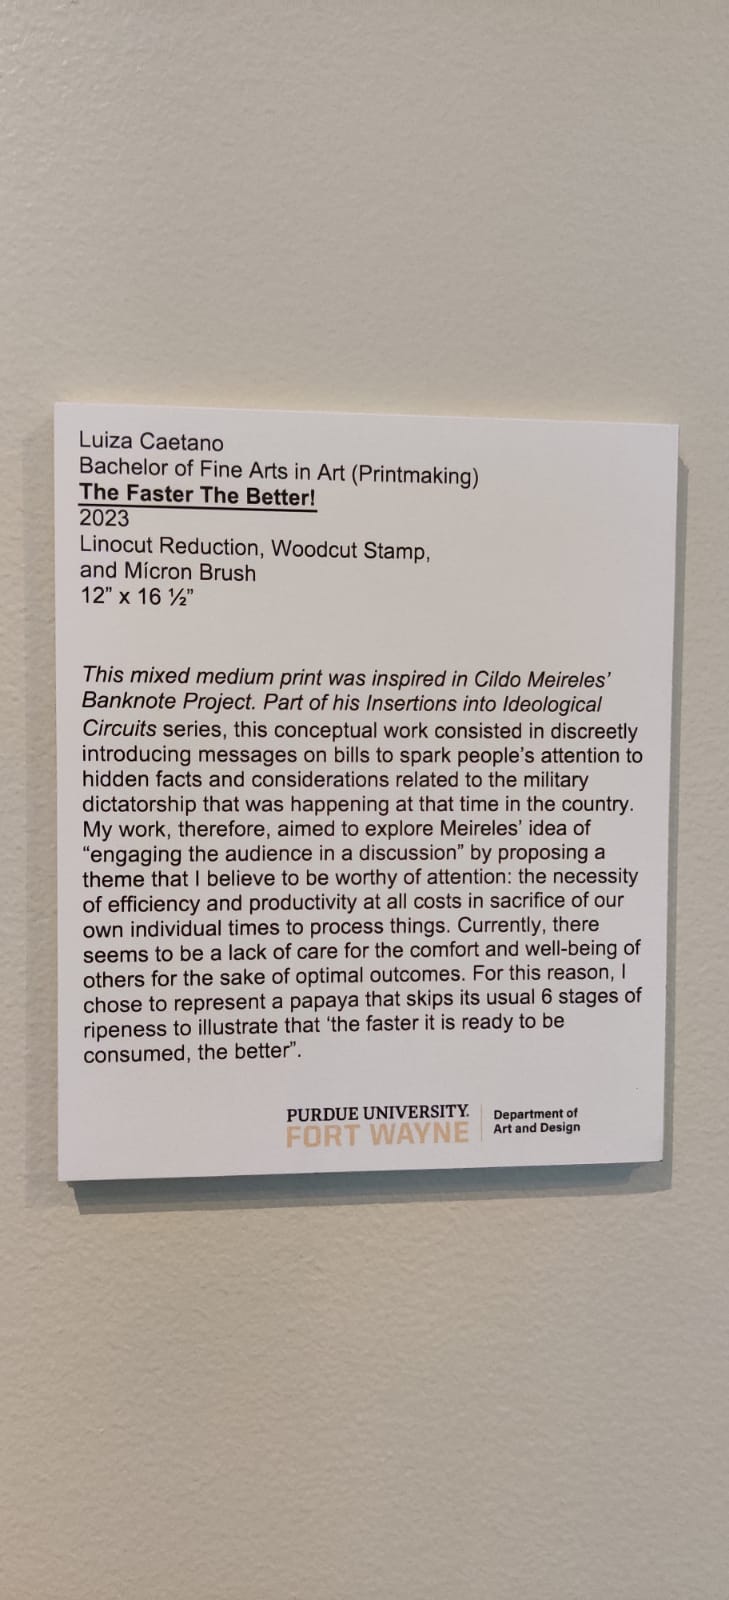 Luiza Caetano
Bachelor of Fine Arts in Art (Printmaking)
The Faster The Better!
2023
Linocut Reduction, Woodcut Stamp,
and Mícron Brush
12” x 16 ½”
This mixed medium print was inspired in Cildo Meireles’
Banknote Project. Part of his Insertions into Ideological
Circuits series, this conceptual work consisted in discreetly
introducing messages on bills to spark people’s attention to
hidden facts and considerations related to the military
dictatorship that was happening at that time in the country.
My work, therefore, aimed to explore Meireles’ idea of
“engaging the audience in a discussion” by proposing a
theme that I believe to be worthy of attention: the necessity
of efficiency and productivity at all costs in sacrifice of our
own individual times to process things. Currently, there
seems to be a lack of care for the comfort and well-being of
others for the sake of optimal outcomes. For this reason, I
chose to represent a papaya that skips its usual 6 stages of
ripeness to illustrate that ‘the faster it is ready to be
consumed, the better”.
PURDUE UNIVERSITY.
FORT WAYNE
Department of
Art and Design